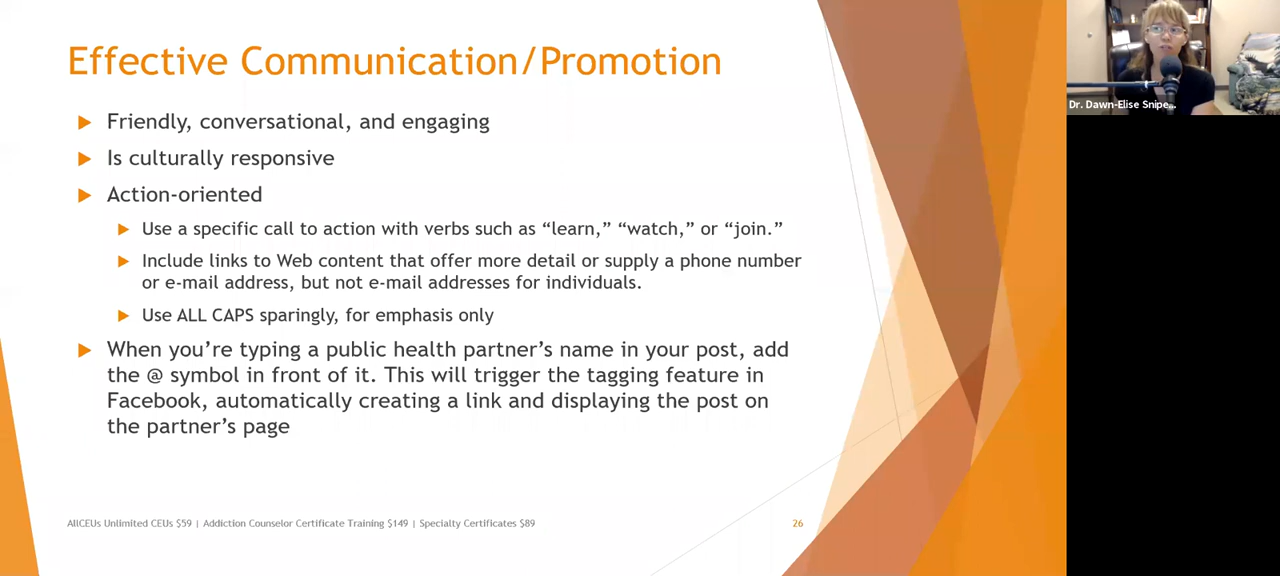 Effective Communication/Promotion
Friendly, conversational, and engaging
Is culturally responsive
Action-oriented
Use a specific call to action with verbs such as “learn,” “watch,” or “join.”
Include links to Web content that offer more detail or supply a phone number
or e-mail address, but not e-mail addresses for individuals.
Use ALL CAPS sparingly, for emphasis only
When you’re typing a public health partner’s name in your post, add
the @ symbol in front of it. This will trigger the tagging feature in
Facebook, automatically creating a link and displaying the post on
the partner’s page
AllCEUs Unlimited CEUs $59 | Addiction Counselor Certificate Training $149 | Specialty Certificates $89
26
Dr. Dawn-Elise Snipe...